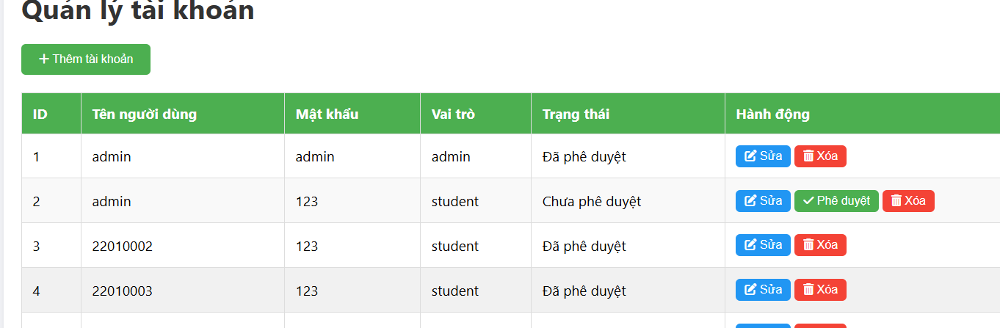 Quản lý tài khoản
Thêm tài khoản
ID Tên người dùng Mật khẩu Vai trò Trạng thái Hành động
1 admin admin admin Đã phê duyệt Sửa Xóa
2 admin 123 student Chưa phê duyệt Sửa Phê duyệt Xóa
3 22010002 123 student Đã phê duyệt Sửa Xóa
4 22010003 123 student Đã phê duyệt Sửa Xóa